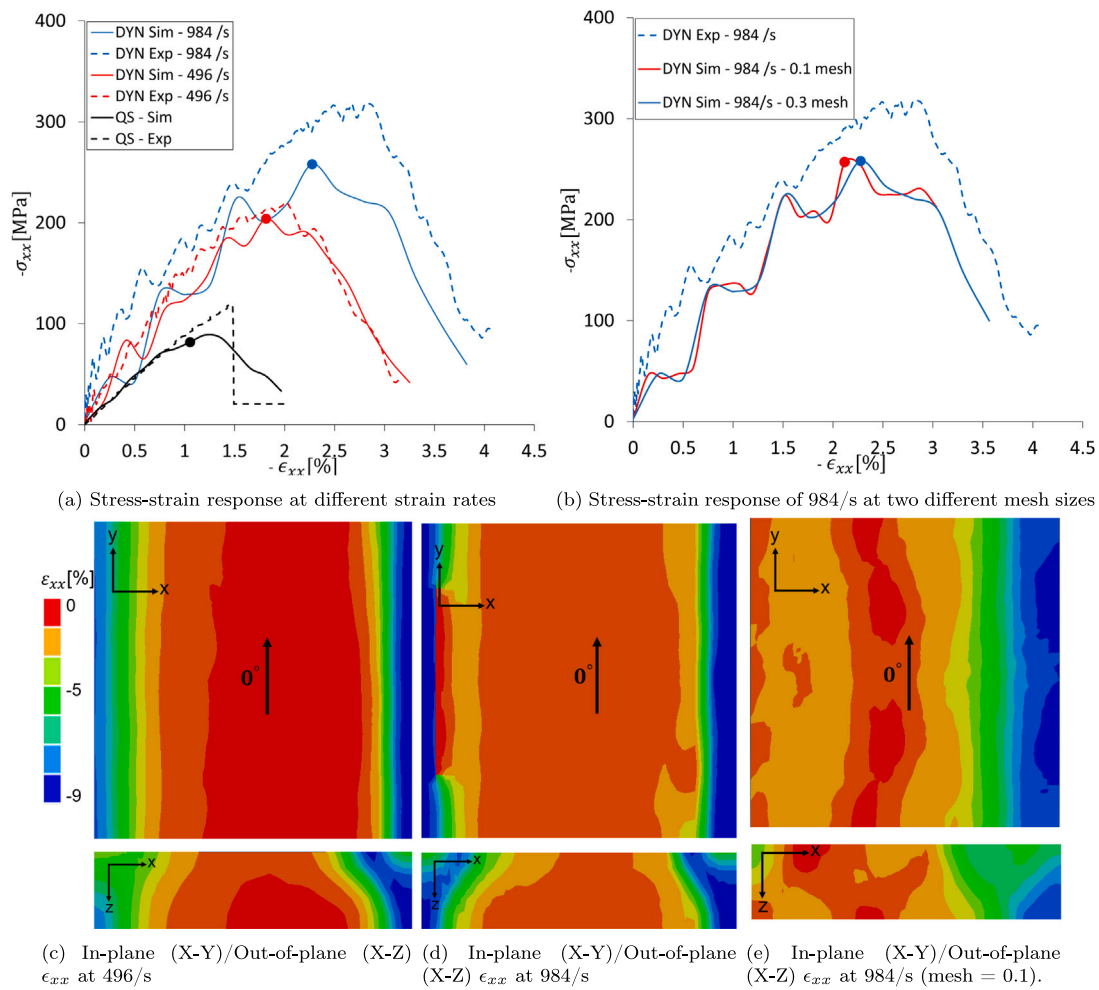 400
300
200
100
0
-σxx[MPa]
DYN Sim - 984 /s
DYN Exp - 984 /s
DYN Sim - 496 /s
DYN Exp - 496 /s
QS - Sim
QS - Exp
0 0.5 1 1.5 2 2.5 3 3.5 4 4.5
- ϵxx[%]
(a) Stress-strain response at different strain rates
400
300
200
100
0
-σxx[MPa]
DYN Exp - 984 /s
DYN Sim - 984 /s - 0.1 mesh
DYN Sim - 984/s - 0.3 mesh
0 0.5 1 1.5 2 2.5 3 3.5 4 4.5
- ϵxx[%]
(b) Stress-strain response of 984/s at two different mesh sizes
εxx[%]
0
-5
-9
y
x
0°
x
z
(c) In-plane (X-Y)/Out-of-plane (X-Z)
ϵxx at 496/s
y
x
0°
x
z
(d) In-plane (X-Y)/Out-of-plane
(X-Z) ϵxx at 984/s
y
x
0°
x
z
(e) In-plane (X-Y)/Out-of-plane
(X-Z) ϵxx at 984/s (mesh = 0.1).